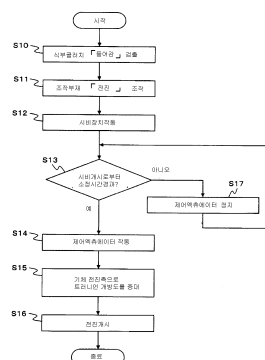 시작
S10
식부클러치 「들어감」 검출
S11
조작부재 「전진」 조작
S12
시비장치작동
S13
시비개시로부터
소정시간경과?
아니오
S17
제어액츄에이터 정지
예
S14
제어액츄에이터 작동
S15
기체 전진측으로
트러니언 개방도를 증대
S16
전진개시
종료